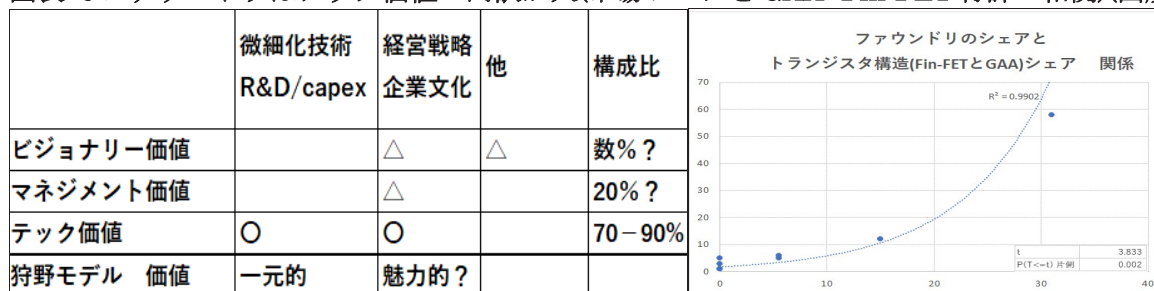 微細化技術 経営戦略 他 構成比
R&D/capex 企業文化
ビジョナリー価値 △ △ 数%？
マネジメント価値 △ 20%？
テック価値 〇 〇 70－90%
狩野モデル 価値 一元的 魅力的？
ファウンドリのシェアと
トランジスタ構造(Fin-FETとGAA)シェア 関係
70
R² = 0.9902
60
50
40
30
20
10
t 3.833
P(T<=t) 片側 0.002
0
0 10 20 30 40